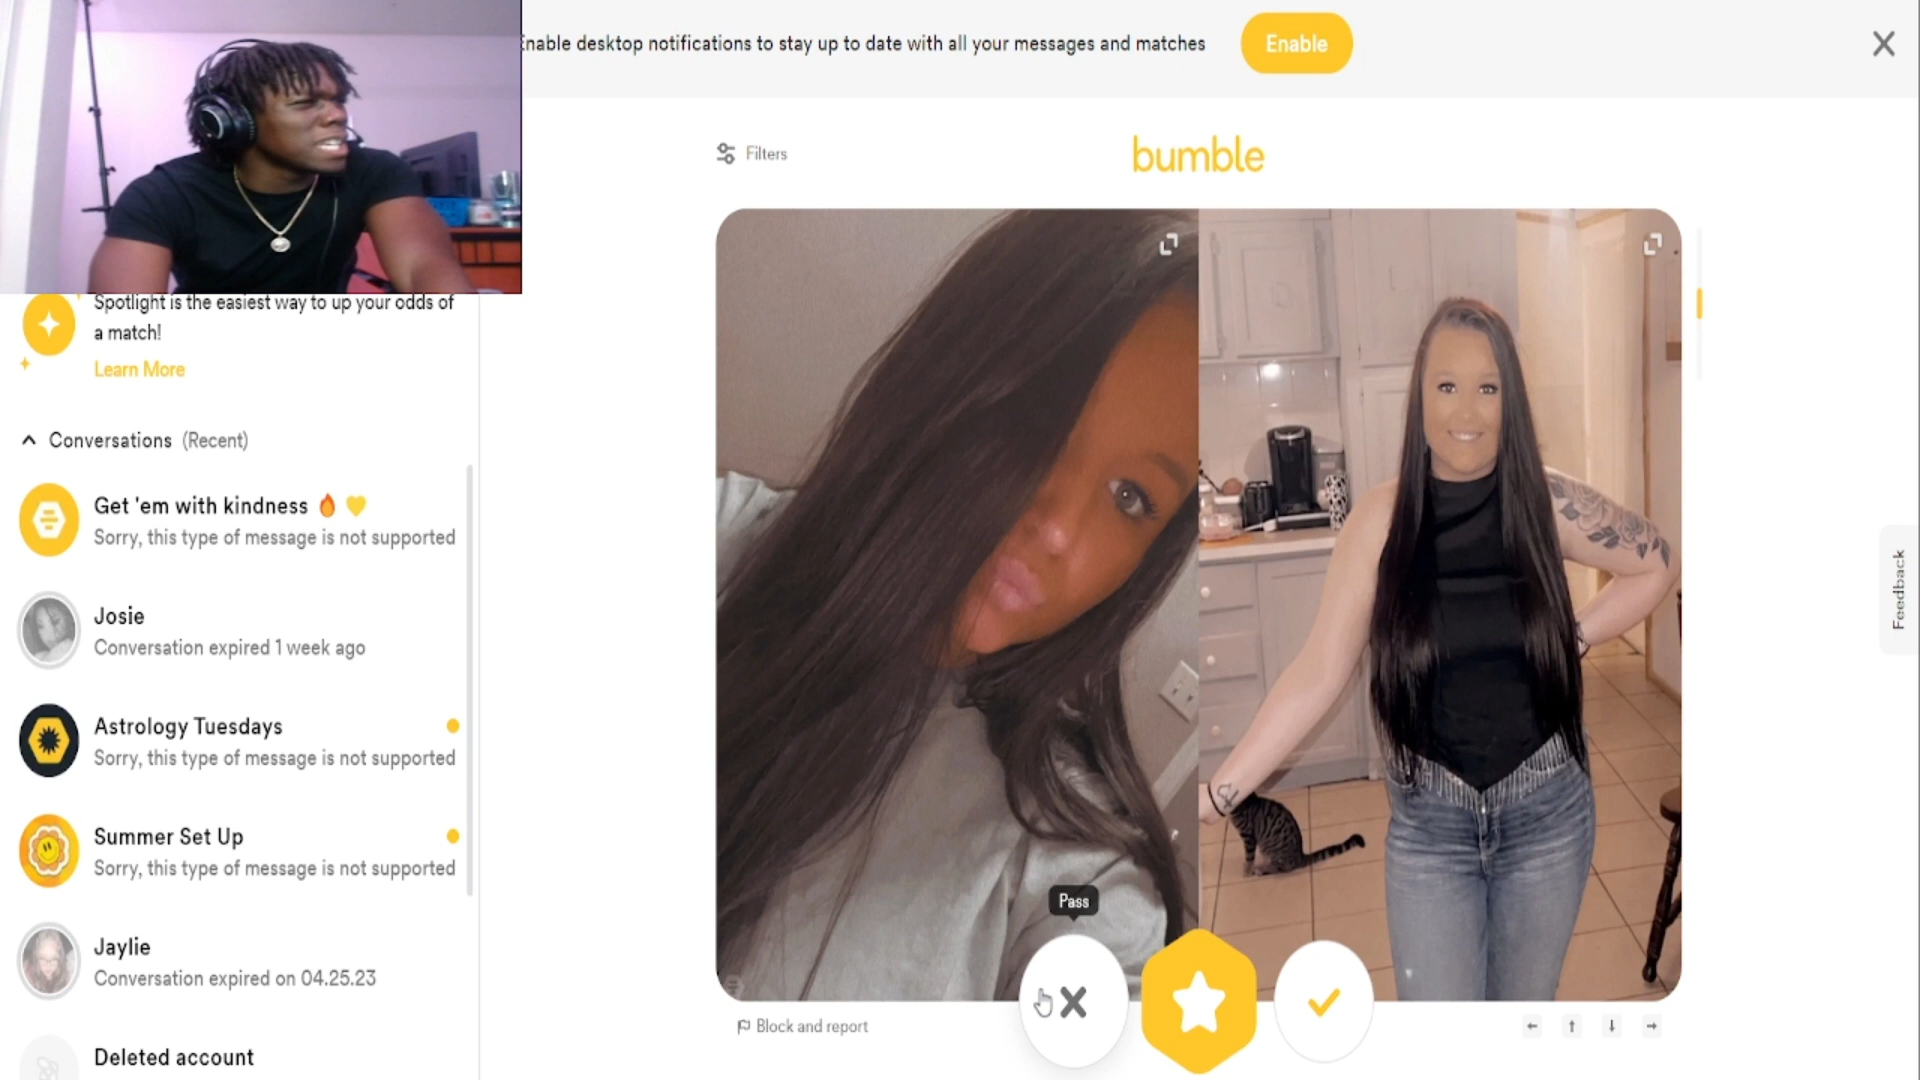 Enable desktop notifications to stay up to date with all your messages and matches
Enable
Filters
bumble
Spotlight is the easiest way to up your odds of
a match!
Learn More
Conversations (Recent)
Get 'em with kindness 🔥 💛
Sorry, this type of message is not supported
Josie
Conversation expired 1 week ago
Astrology Tuesdays
Sorry, this type of message is not supported
Summer Set Up
Sorry, this type of message is not supported
Jaylie
Conversation expired on 04.25.23
Deleted account
Pass
Block and report
Feedback